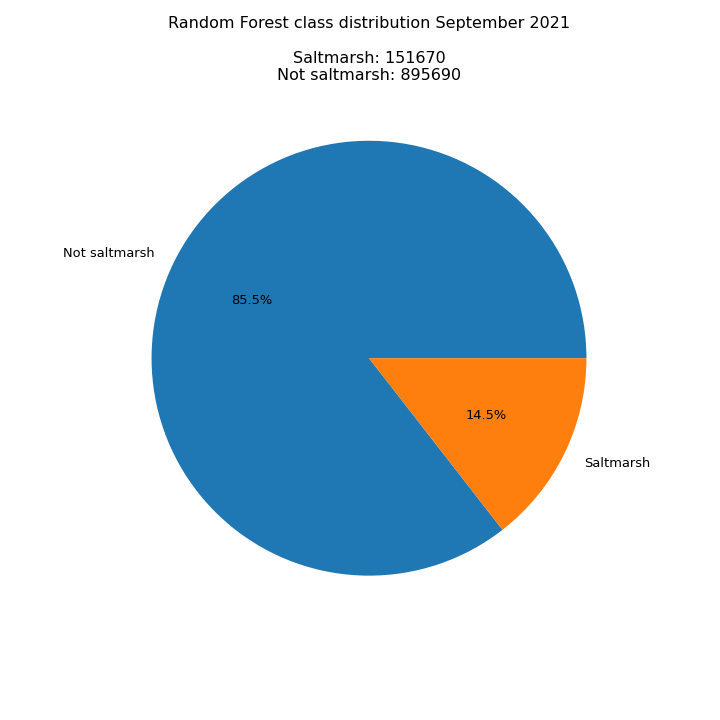 Random Forest class distribution September 2021
Saltmarsh: 151670
Not saltmarsh: 895690
Not saltmarsh
85.5%
14.5%
Saltmarsh